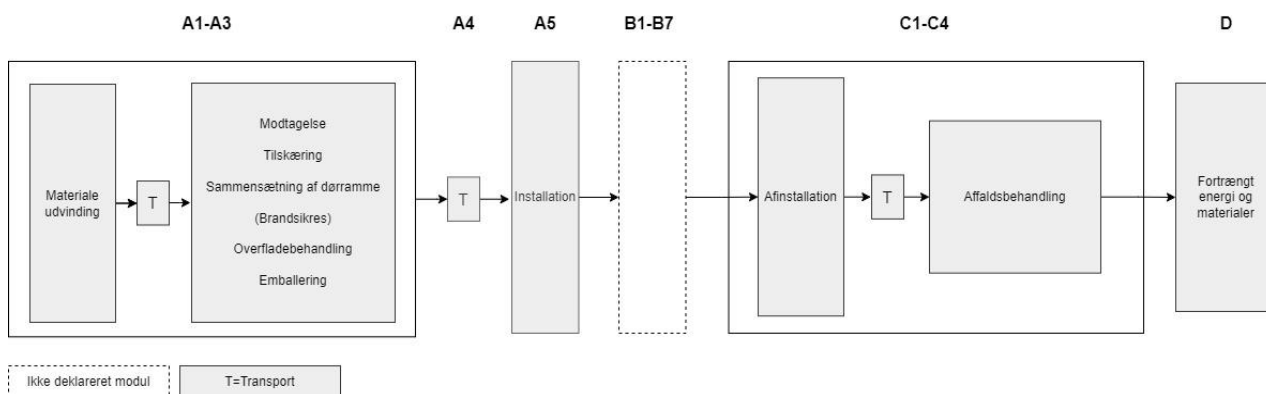 A1-A3
A4
A5
B1-B7
C1-C4
D
Materiale
udvinding
T
Modtagelse
Tilskæring
Sammensætning af dørramme
(Brandsikres)
Overfladebehandling
Emballering
T
Installation
Afinstallation
T
Affaldsbehandling
Fortrængt
energi og
materialer
Ikke deklareret modul
T=Transport